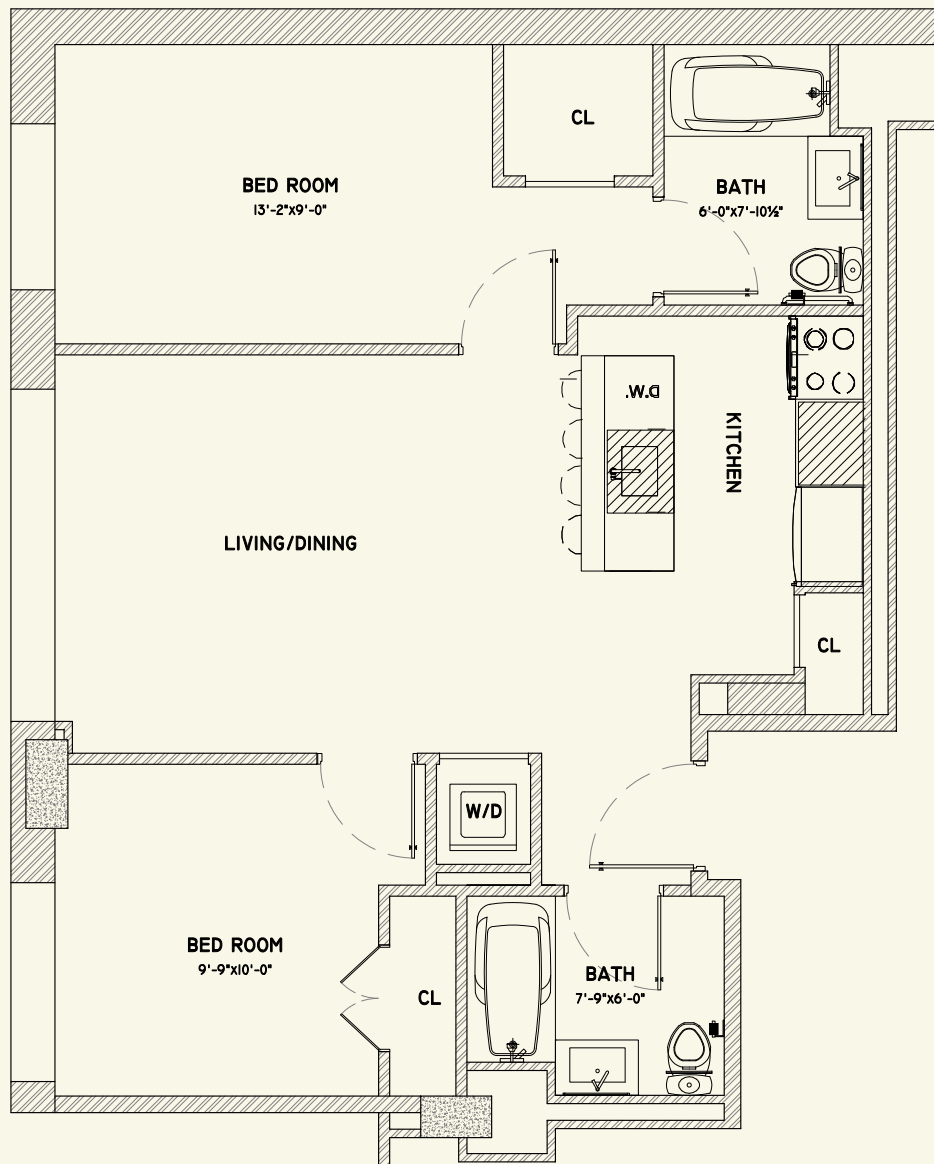 CL
BED ROOM
13'-2"x9'-0"
BATH
6'-0"x7'-10½"
D.W.
KITCHEN
LIVING/DINING
CL
W/D
BED ROOM
9'-9"x10'-0"
CL
BATH
7'-9"x6'-0"